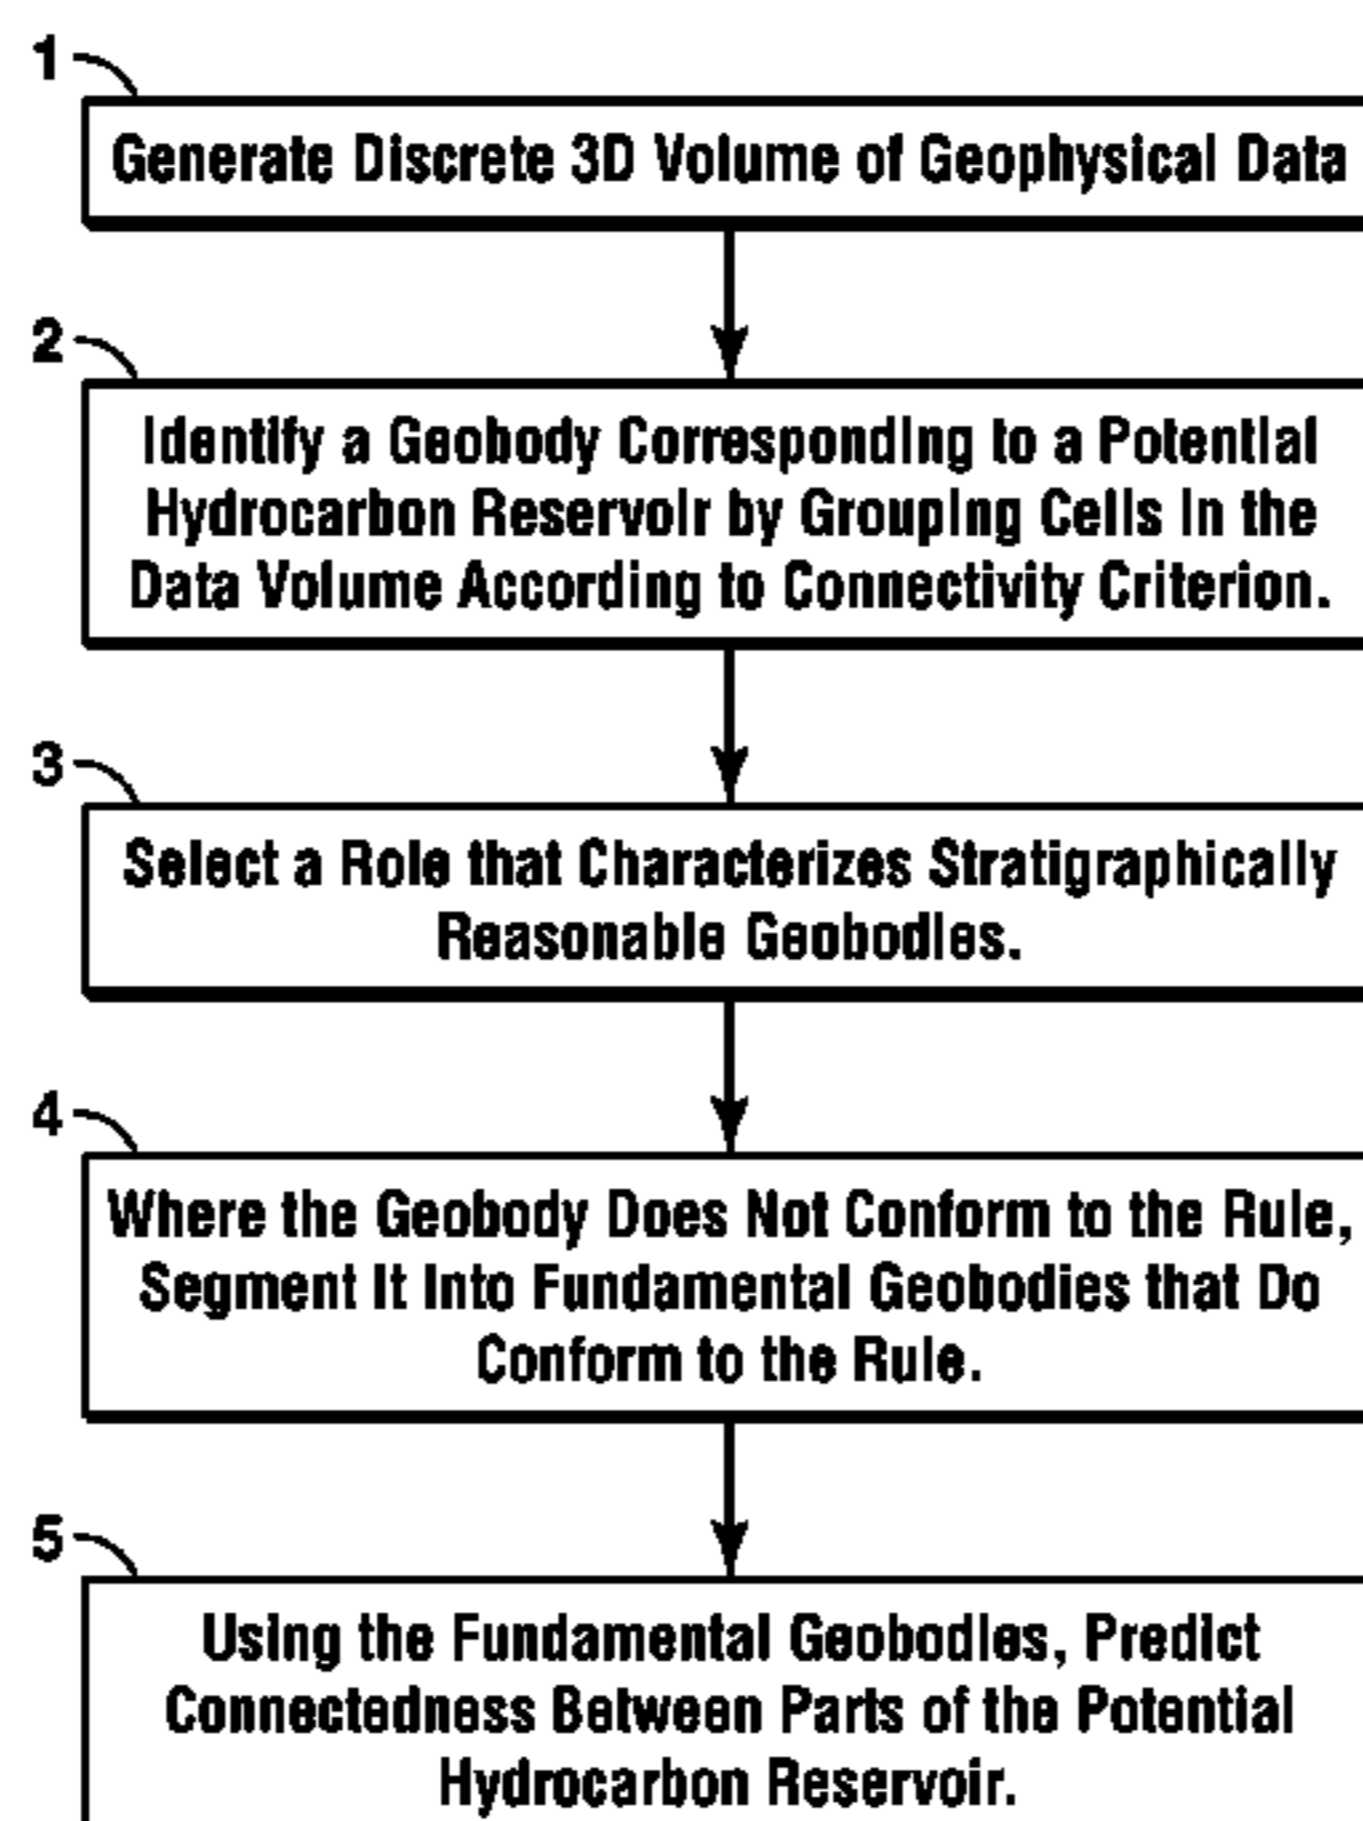 1
Generate Discrete 3D Volume of Geophysical Data
2
Identify a Geobody Corresponding to a Potential
Hydrocarbon Reservoir by Grouping Cells in the
Data Volume According to Connectivity Criterion.
3
Select a Role that Characterizes Stratigraphically
Reasonable Geobodies.
4
Where the Geobody Does Not Conform to the Rule,
Segment It Into Fundamental Geobodies that Do
Conform to the Rule.
5
Using the Fundamental Geobodies, Predict
Connectedness Between Parts of the Potential
Hydrocarbon Reservoir.